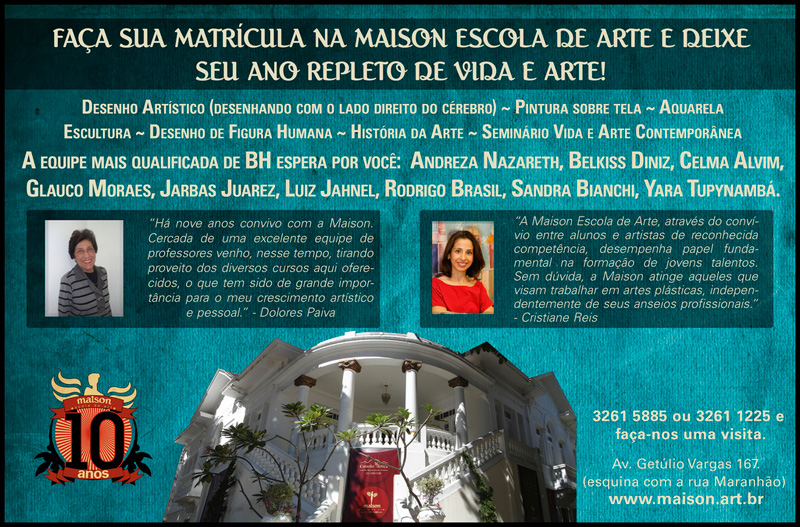 FAÇA SUA MATRÍCULA NA MAISON ESCOLA DE ARTE E DEIXE
SEU ANO REPLETO DE VIDA E ARTE!
DESENHO ARTÍSTICO (DESENHANDO COM O LADO DIREITO DO CÉREBRO) ~ PINTURA SOBRE TELA ~ AQUARELA
ESCULTURA ~ DESENHO DE FIGURA HUMANA ~ HISTÓRIA DA ARTE ~ SEMINÁRIO VIDA E ARTE CONTEMPORÂNEA
A EQUIPE MAIS QUALIFICADA DE BH ESPERA POR VOCÊ: ANDREZA NAZARETH, BELKISS DINIZ, CELMA ALVIM,
GLAUCO MORAES, JARBAS JUAREZ, LUIZ JAHNEL, RODRIGO BRASIL, SANDRA BIANCHI, YARA TUPYNAMBÁ.
"Há nove anos convivo com a Maison.
Cercada de uma excelente equipe de
professores venho, nesse tempo, tirando
proveito dos diversos cursos aqui ofere-
cidos, o que tem sido de grande impor-
tância para o meu crescimento artístico
e pessoal." - Dolores Paiva
"A Maison Escola de Arte, através do conví-
vio entre alunos e artistas de reconhecida
competência, desempenha papel funda-
mental na formação de jovens talentos.
Sem dúvida, a Maison atinge aqueles que
visam trabalhar em artes plásticas, indepen-
dentemente de seus anseios profissionais."
- Cristiane Reis
maison
escola de arte
10
anos
maison
3261 5885 ou 3261 1225 e
faça-nos uma visita.
Av. Getúlio Vargas 167.
(esquina com a rua Maranhão)
www.maison.art.br